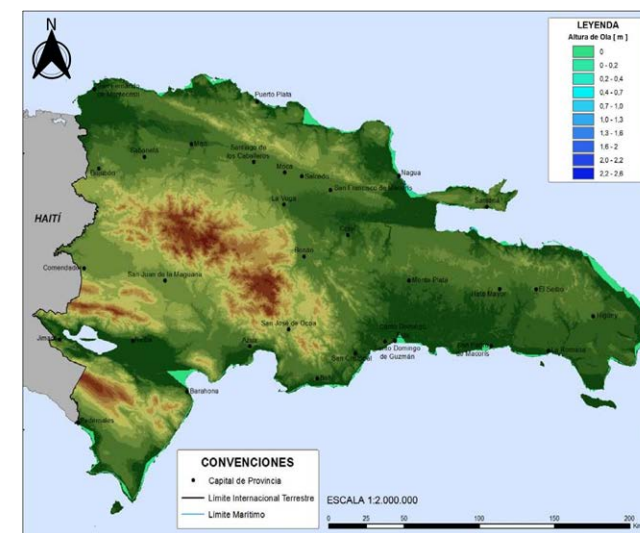 N
LEYENDA
Altura de Ola [ m ]
0
0 - 0,2
0,2 - 0,4
0,4 - 0,7
0,7 - 1,0
1,0 - 1,3
1,3 - 1,6
1,6 - 2
2,0 - 2,2
2,2 - 2,6
Puerto Plata
Mao
Santiago de
los Caballeros
Moca
Salcedo
San Francisco de Macorís
Nagua
Samaná
La Vega
HAITÍ
Cotuí
Bonao
Comendador
San Juan de la Maguana
Monte Plata
Hato Mayor
El Seibo
Higüey
San José de Ocoa
Jimaní
Azua
Santo Domingo
de Guzmán
San Cristóbal
San Pedro
de Macorís
La Romana
Baní
Barahona
Pedernales
CONVENCIONES
Capital de Provincia
Límite Internacional Terrestre
Límite Marítimo
ESCALA 1:2.000.000
0 50 100 150 200